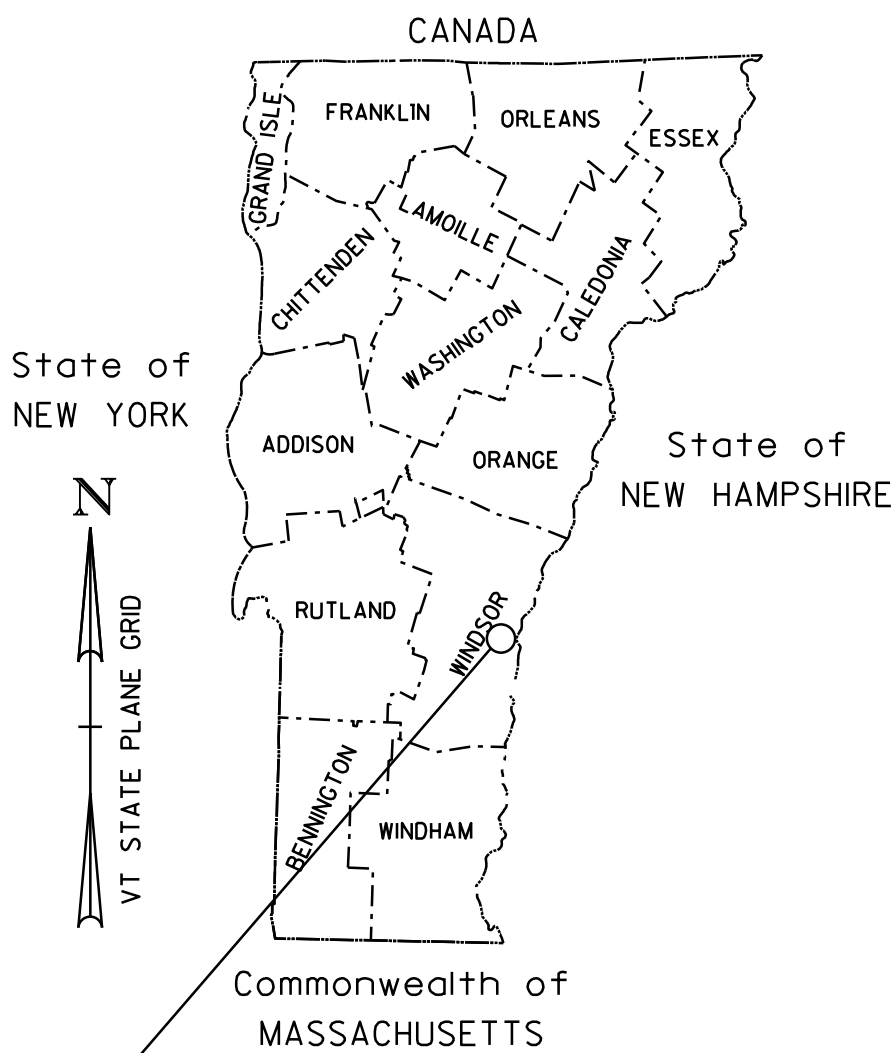 CANADA
FRANKLIN
ORLEANS
ESSEX
GRAND ISLE
LAMOILLE
CHITTENDEN
CALEDONIA
WASHINGTON
State of
NEW YORK
ADDISON
ORANGE
State of
NEW HAMPSHIRE
N
VT STATE PLANE GRID
RUTLAND
WINDSOR
BENNINGTON
WINDHAM
Commonwealth of
MASSACHUSETTS